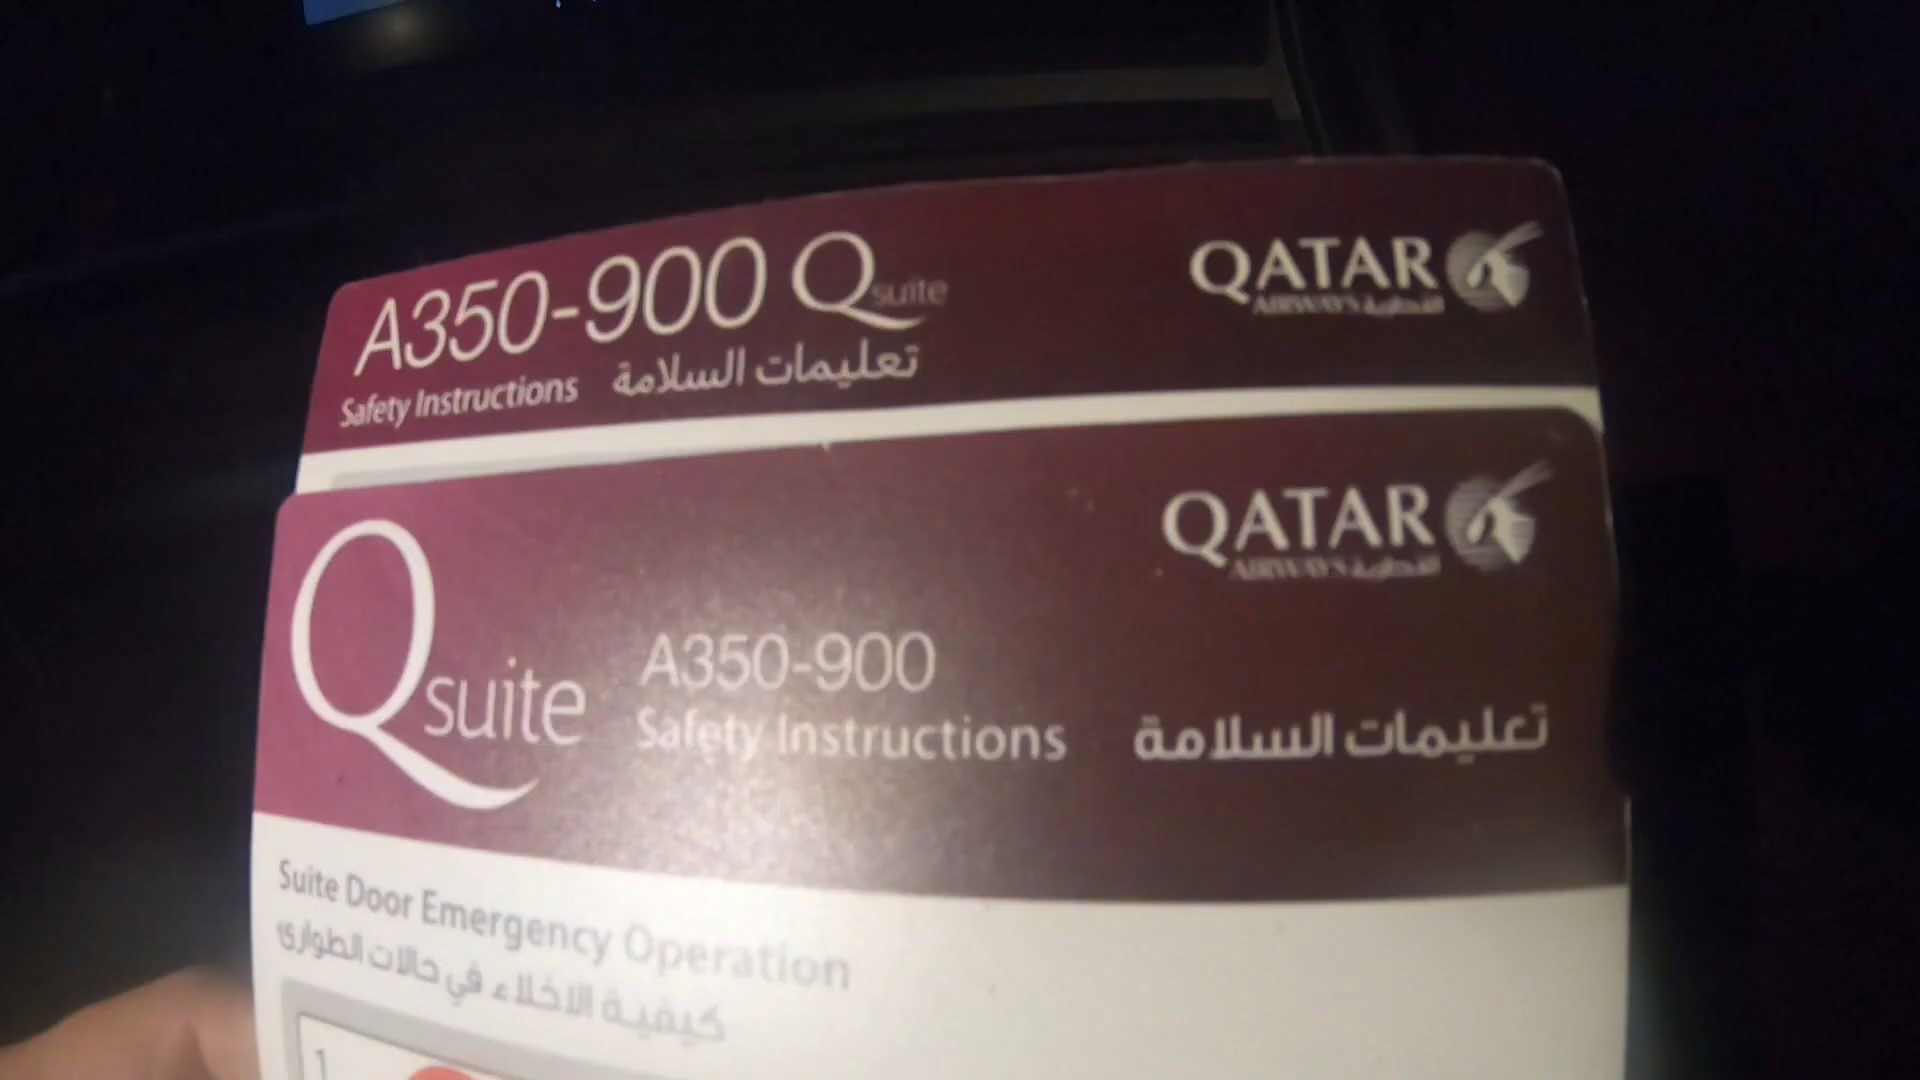 A350-900 Qsuite
Safety Instructions تعليمات السلامة
QATAR
AIRWAYS القطرية
Qsuite
A350-900
Safety Instructions تعليمات السلامة
QATAR
AIRWAYS القطرية
Suite Door Emergency Operation
كيفية الاخلاء في حالات الطوارئ
1